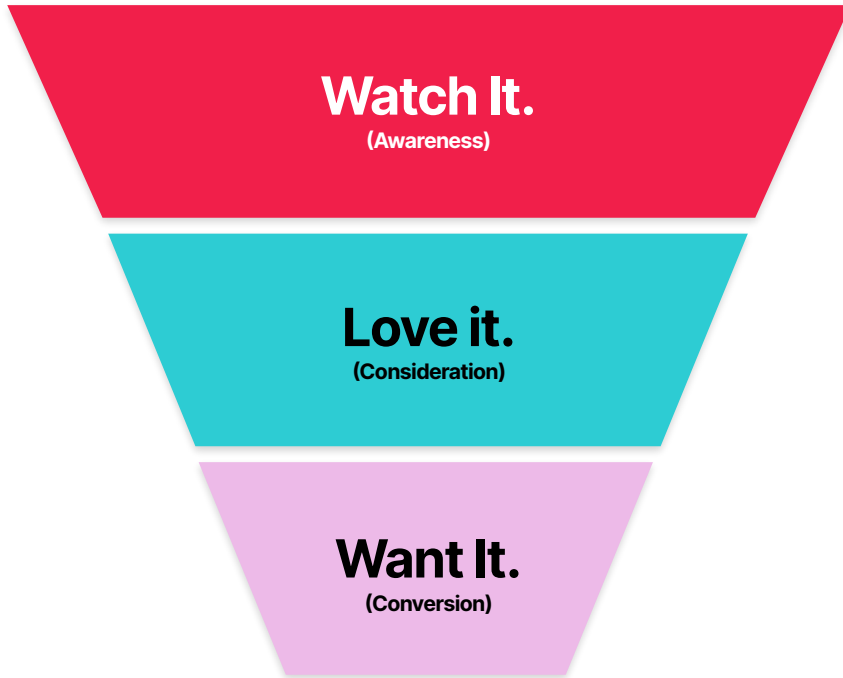 Watch It.
(Awareness)
Love it.
(Consideration)
Want It.
(Conversion)